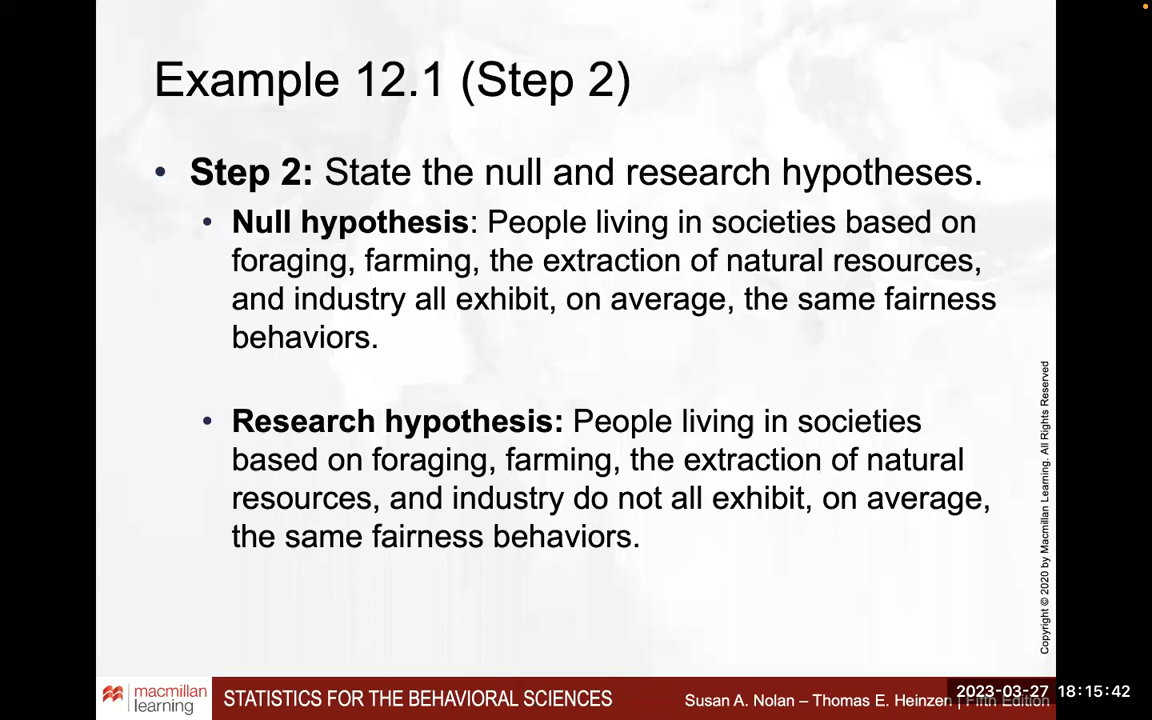 Example 12.1 (Step 2)
• Step 2: State the null and research hypotheses.
• Null hypothesis: People living in societies based on
foraging, farming, the extraction of natural resources,
and industry all exhibit, on average, the same fairness
behaviors.
• Research hypothesis: People living in societies
based on foraging, farming, the extraction of natural
resources, and industry do not all exhibit, on average,
the same fairness behaviors.
Copyright © 2020 by Macmillan Learning. All Rights Reserved
macmillan
learning
STATISTICS FOR THE BEHAVIORAL SCIENCES
Susan A. Nolan – Thomas E. Heinzen | Fifth Edition
2023-03-27 18:15:42